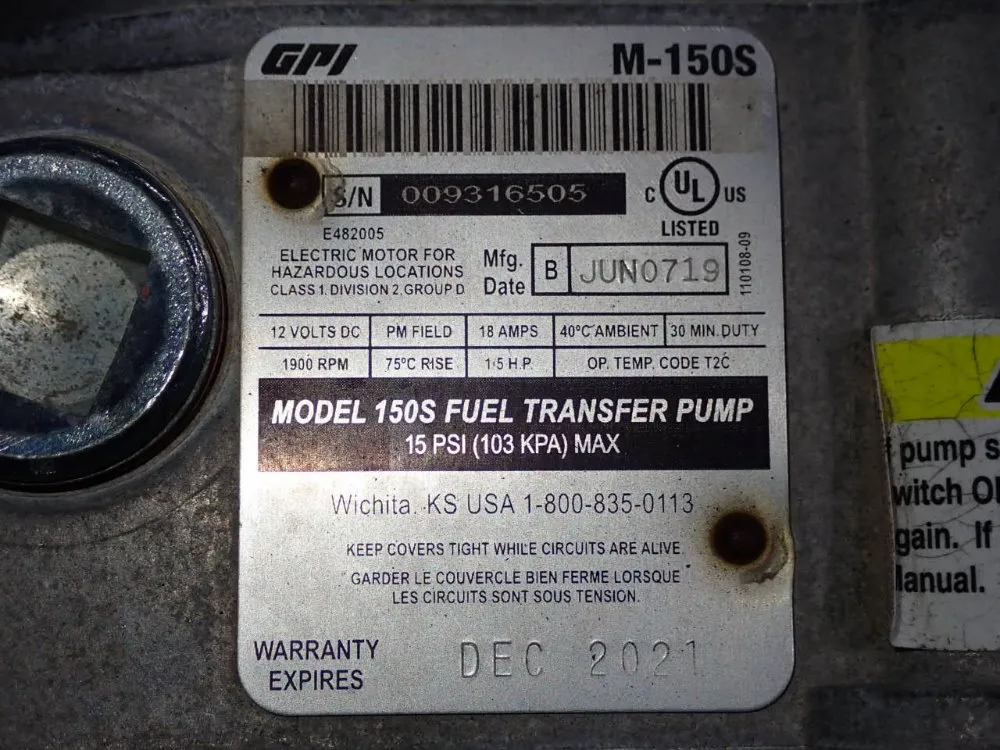 GPI M-150S
S/N 009316505
C UL US
LISTED
E482005
ELECTRIC MOTOR FOR
HAZARDOUS LOCATIONS
CLASS 1, DIVISION 2, GROUP D
Mfg.
Date
B JUN0719
110108-09
12 VOLTS DC PM FIELD 18 AMPS 40°C AMBIENT 30 MIN. DUTY
1900 RPM 75°C RISE 1/5 H.P. OP. TEMP. CODE T2C
MODEL 150S FUEL TRANSFER PUMP
15 PSI (103 KPA) MAX
Wichita, KS USA 1-800-835-0113
KEEP COVERS TIGHT WHILE CIRCUITS ARE ALIVE.
GARDER LE COUVERCLE BIEN FERME LORSQUE
LES CIRCUITS SONT SOUS TENSION.
WARRANTY
EXPIRES
DEC 2021
pump s
witch O
gain. If
Manual.